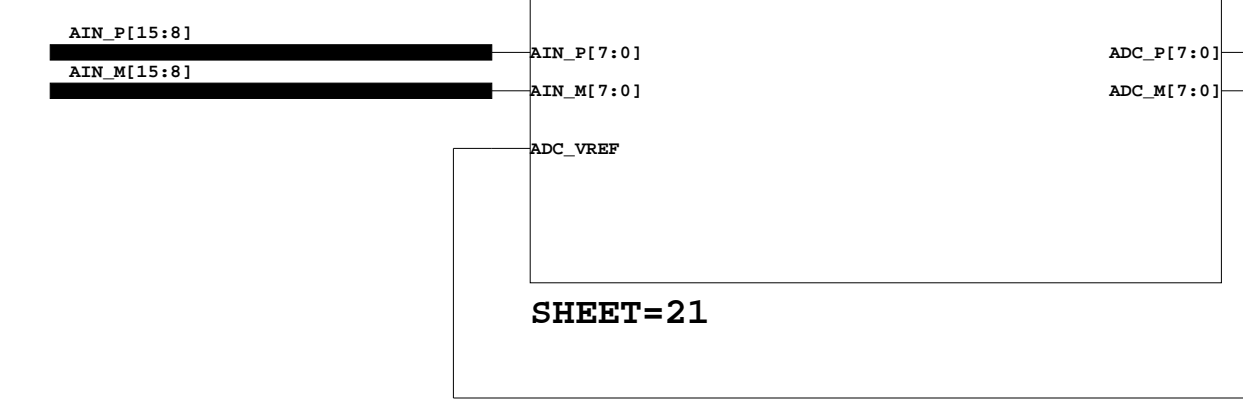 AIN_P[15:8]
AIN_P[7:0]
ADC_P[7:0]
AIN_M[15:8]
AIN_M[7:0]
ADC_M[7:0]
ADC_VREF
SHEET=21